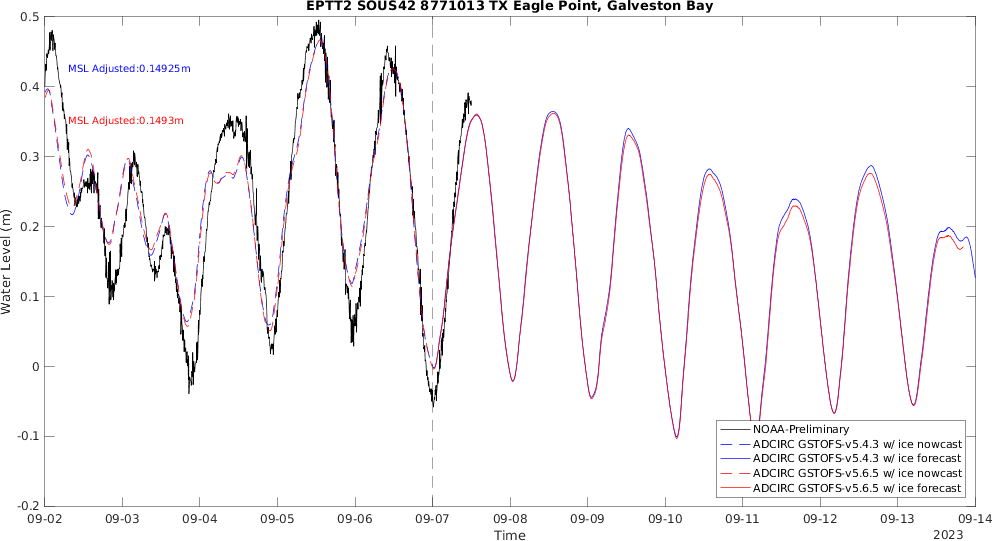 EPTT2 SOUS42 8771013 TX Eagle Point, Galveston Bay
0.5
0.4
0.3
0.2
0.1
0
-0.1
-0.2
Water Level (m)
MSL Adjusted:0.14925m
MSL Adjusted:0.1493m
NOAA-Preliminary
ADCIRC GSTOFS-v5.4.3 w/ ice nowcast
ADCIRC GSTOFS-v5.4.3 w/ ice forecast
ADCIRC GSTOFS-v5.6.5 w/ ice nowcast
ADCIRC GSTOFS-v5.6.5 w/ ice forecast
09-02 09-03 09-04 09-05 09-06 09-07 09-08 09-09 09-10 09-11 09-12 09-13 09-14
Time
2023